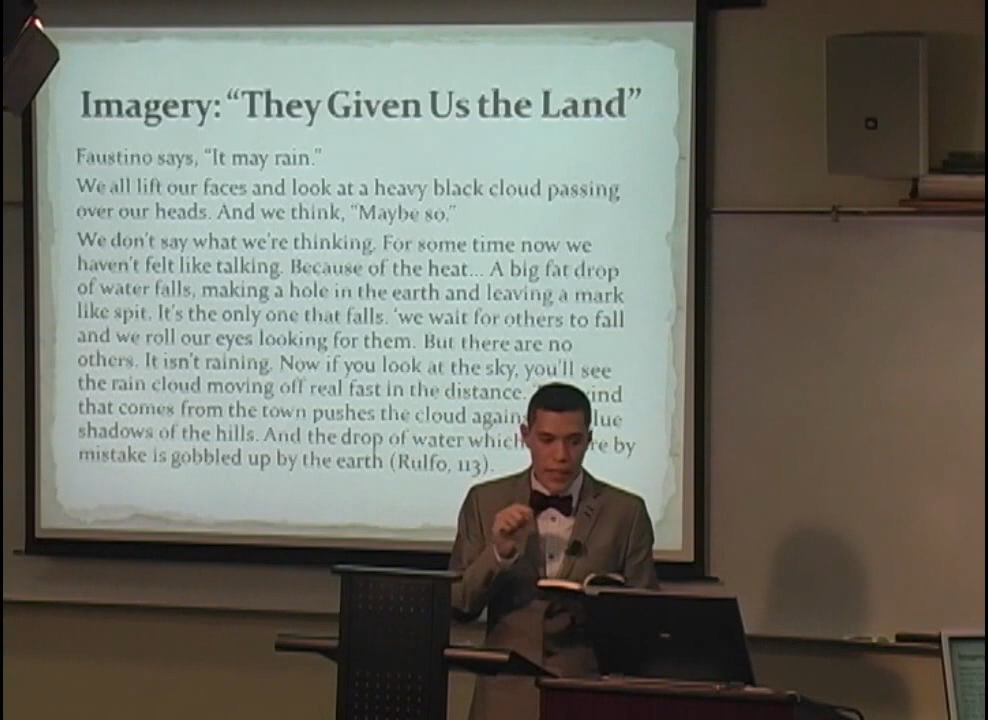 Imagery: “They Given Us the Land”
Faustino says, “It may rain.”
We all lift our faces and look at a heavy black cloud passing
over our heads. And we think, “Maybe so.”
We don't say what we're thinking. For some time now we
haven't felt like talking. Because of the heat... A big fat drop
of water falls, making a hole in the earth and leaving a mark
like spit. It's the only one that falls. 'we wait for others to fall
and we roll our eyes looking for them. But there are no
others. It isn't raining. Now if you look at the sky, you'll see
the rain cloud moving off real fast in the distance.
that comes from the town pushes the cloud
shadows of the hills. And the drop of water by
mistake is gobbled up by the earth (Rulfo, 113).